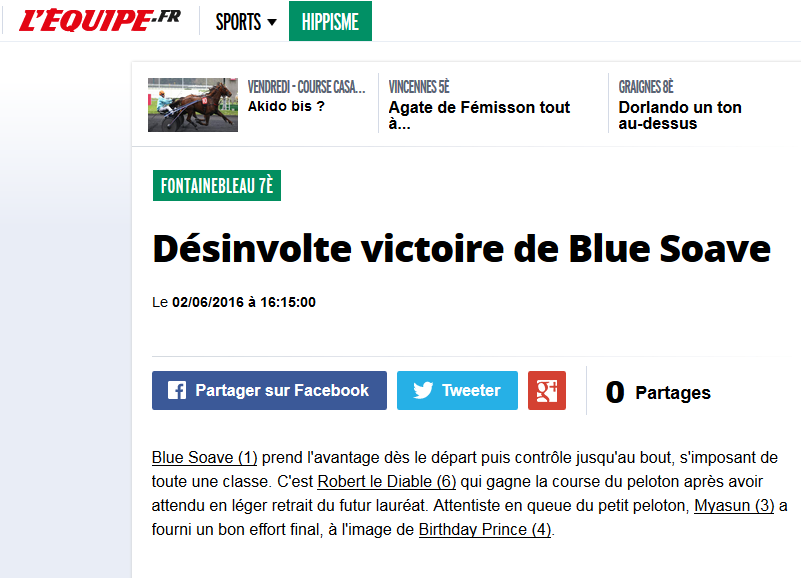 L'ÉQUIPE.FR SPORTS HIPPISME
VENDREDI - COURSE CASA...
Akido bis ?
VINCENNES 5È
Agate de Fémisson tout
à...
GRAIGNES 8È
Dorlando un ton
au-dessus
FONTAINEBLEAU 7È
Désinvolte victoire de Blue Soave
Le 02/06/2016 à 16:15:00
Partager sur Facebook Tweeter g+ 0 Partages
Blue Soave (1) prend l'avantage dès le départ puis contrôle jusqu'au bout, s'imposant de
toute une classe. C'est Robert le Diable (6) qui gagne la course du peloton après avoir
attendu en léger retrait du futur lauréat. Attentiste en queue du petit peloton, Myasun (3) a
fourni un bon effort final, à l'image de Birthday Prince (4).